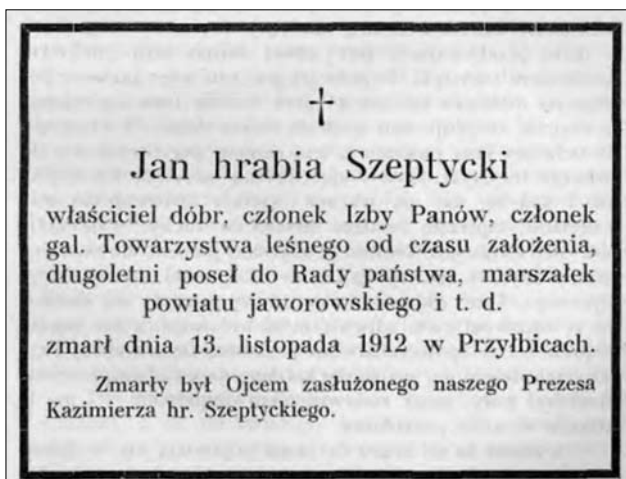 Jan hrabia Szeptycki
właściciel dóbr, członek Izby Panów, członek
gal. Towarzystwa leśnego od czasu założenia,
długoletni poseł do Rady państwa, marszałek
powiatu jaworowskiego i t. d.
zmarł dnia 13. listopada 1912 w Przyłbicach.
Zmarły był Ojcem zasłużonego naszego Prezesa
Kazimierza hr. Szeptyckiego.